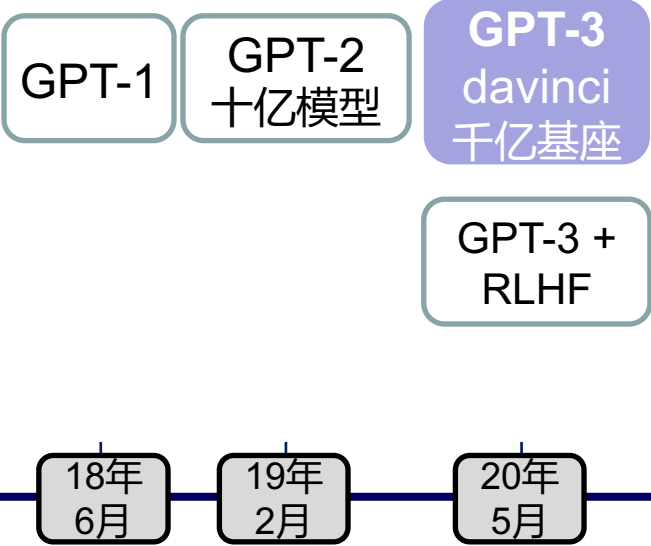 GPT-1
GPT-2
十亿模型
GPT-3
davinci
千亿基座
GPT-3 +
RLHF
18年
6月
19年
2月
20年
5月